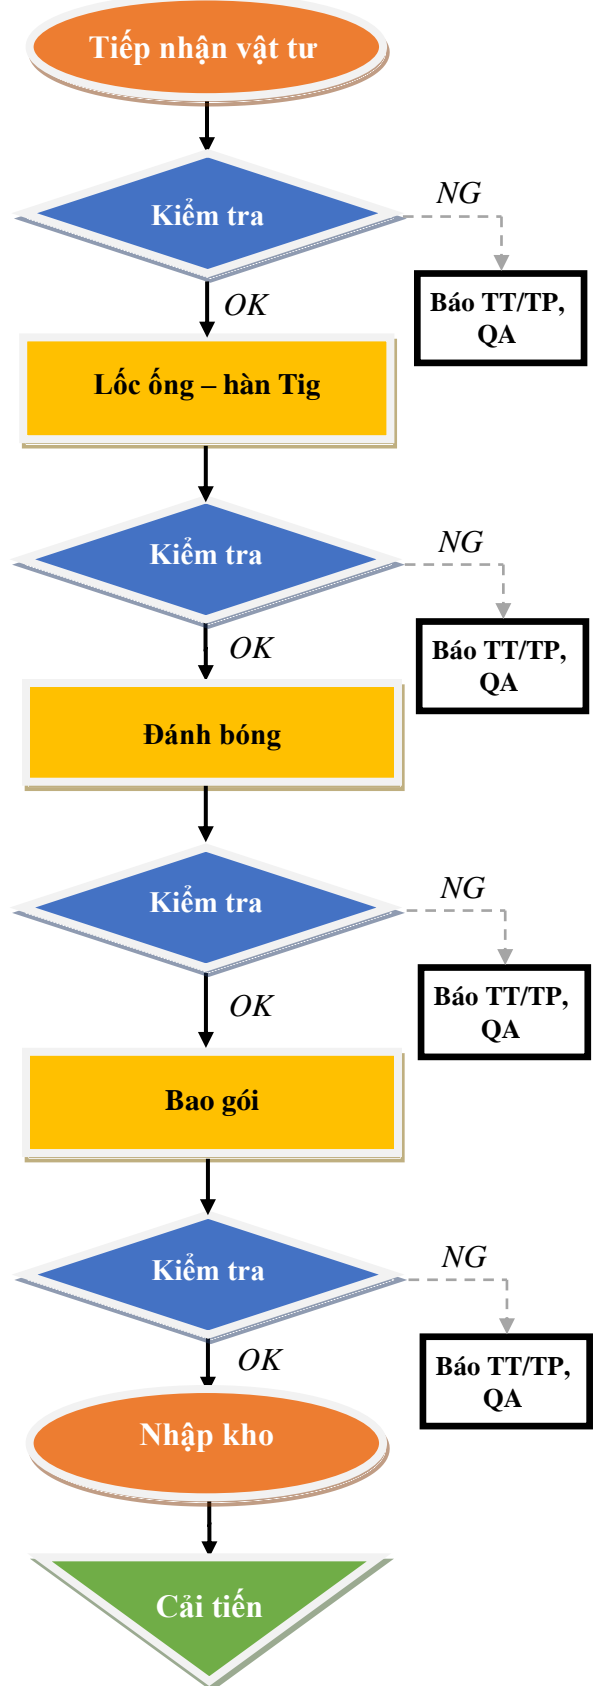 Tiếp nhận vật tư
Kiểm tra
NG
Báo TT/TP,
QA
OK
Lốc ống – hàn Tig
Kiểm tra
NG
Báo TT/TP,
QA
OK
Đánh bóng
Kiểm tra
NG
Báo TT/TP,
QA
OK
Bao gói
Kiểm tra
NG
Báo TT/TP,
QA
OK
Nhập kho
Cải tiến